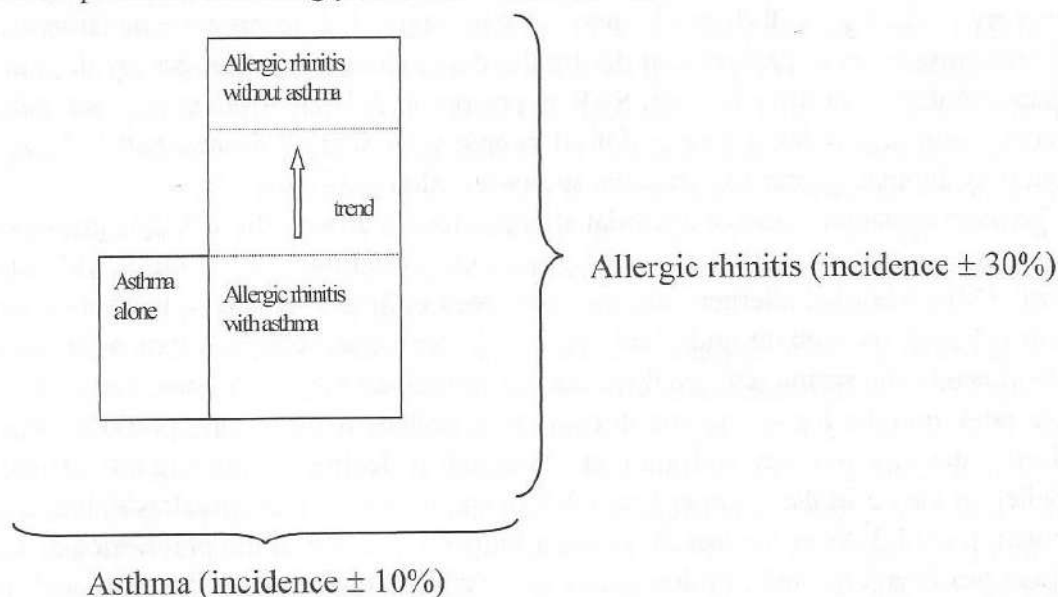 Allergic rhinitis
without asthma
trend
Asthma
alone
Allergic rhinitis
with asthma
Allergic rhinitis (incidence ± 30%)
Asthma (incidence ± 10%)